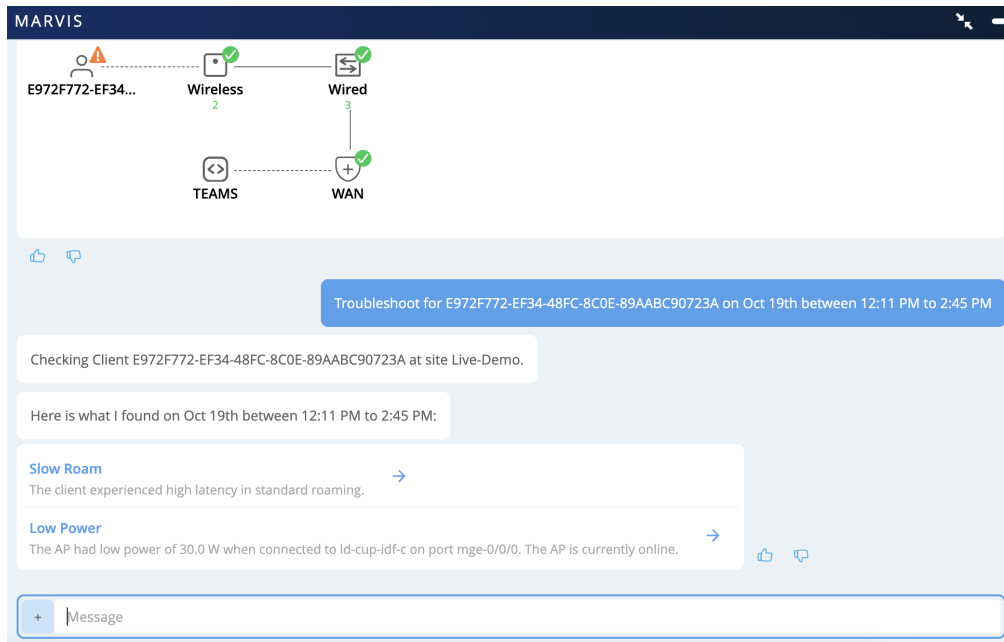 MARVIS
E972F772-EF34...
Wireless
Wired
2
3
TEAMS
WAN
Troubleshoot for E972F772-EF34-48FC-8C0E-89AABC90723A on Oct 19th between 12:11 PM to 2:45 PM
Checking Client E972F772-EF34-48FC-8C0E-89AABC90723A at site Live-Demo.
Here is what I found on Oct 19th between 12:11 PM to 2:45 PM:
Slow Roam
The client experienced high latency in standard roaming.
Low Power
The AP had low power of 30.0 W when connected to ld-cup-idf-c on port mge-0/0/0. The AP is currently online.
+ Message